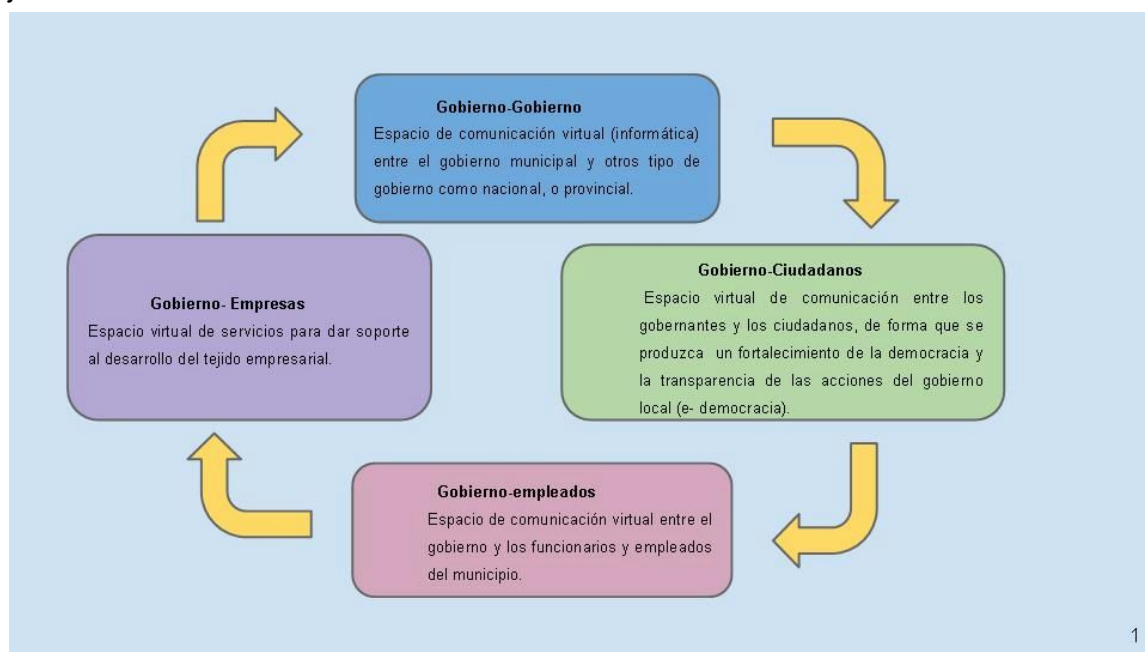 Gobierno-Gobierno
Espacio de comunicación virtual (informática)
entre el gobierno municipal y otros tipo de
gobierno como nacional, o provincial.
Gobierno-Ciudadanos
Espacio virtual de comunicación entre los
gobernantes y los ciudadanos, de forma que se
produzca un fortalecimiento de la democracia y
la transparencia de las acciones del gobierno
local (e- democracia).
Gobierno-empleados
Espacio de comunicación virtual entre el
gobierno y los funcionarios y empleados
del municipio.
Gobierno- Empresas
Espacio virtual de servicios para dar soporte
al desarrollo del tejido empresarial.
1